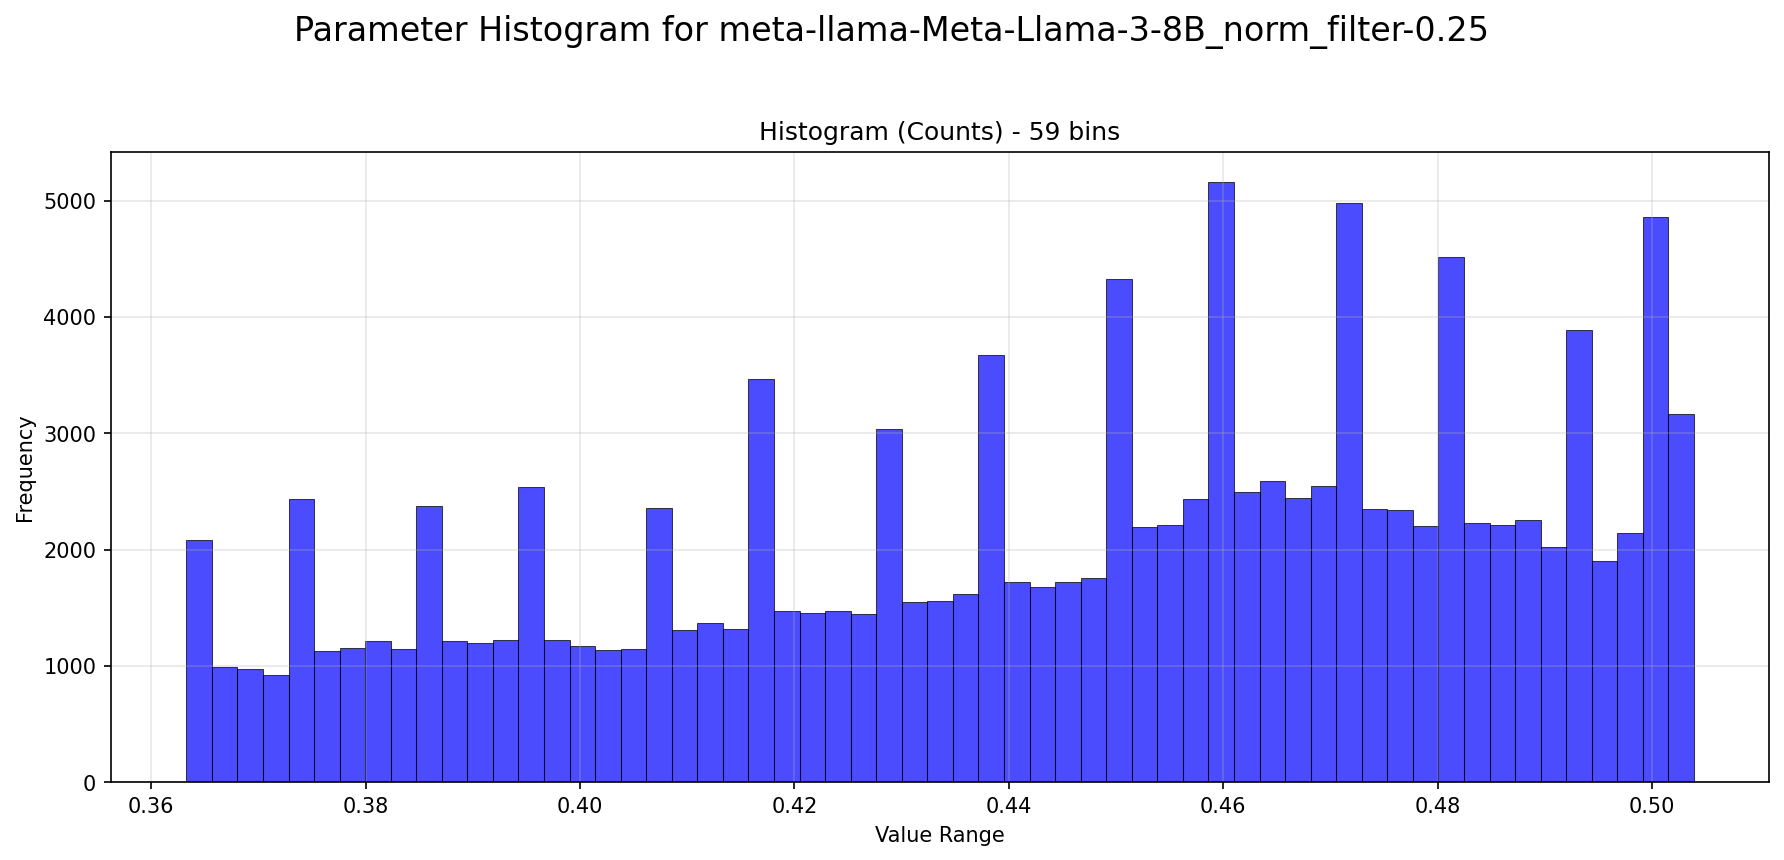 Parameter Histogram for meta-llama-Meta-Llama-3-8B_norm_filter-0.25
Histogram (Counts) - 59 bins
5000
4000
3000
2000
1000
0
Frequency
0.36 0.38 0.40 0.42 0.44 0.46 0.48 0.50
Value Range